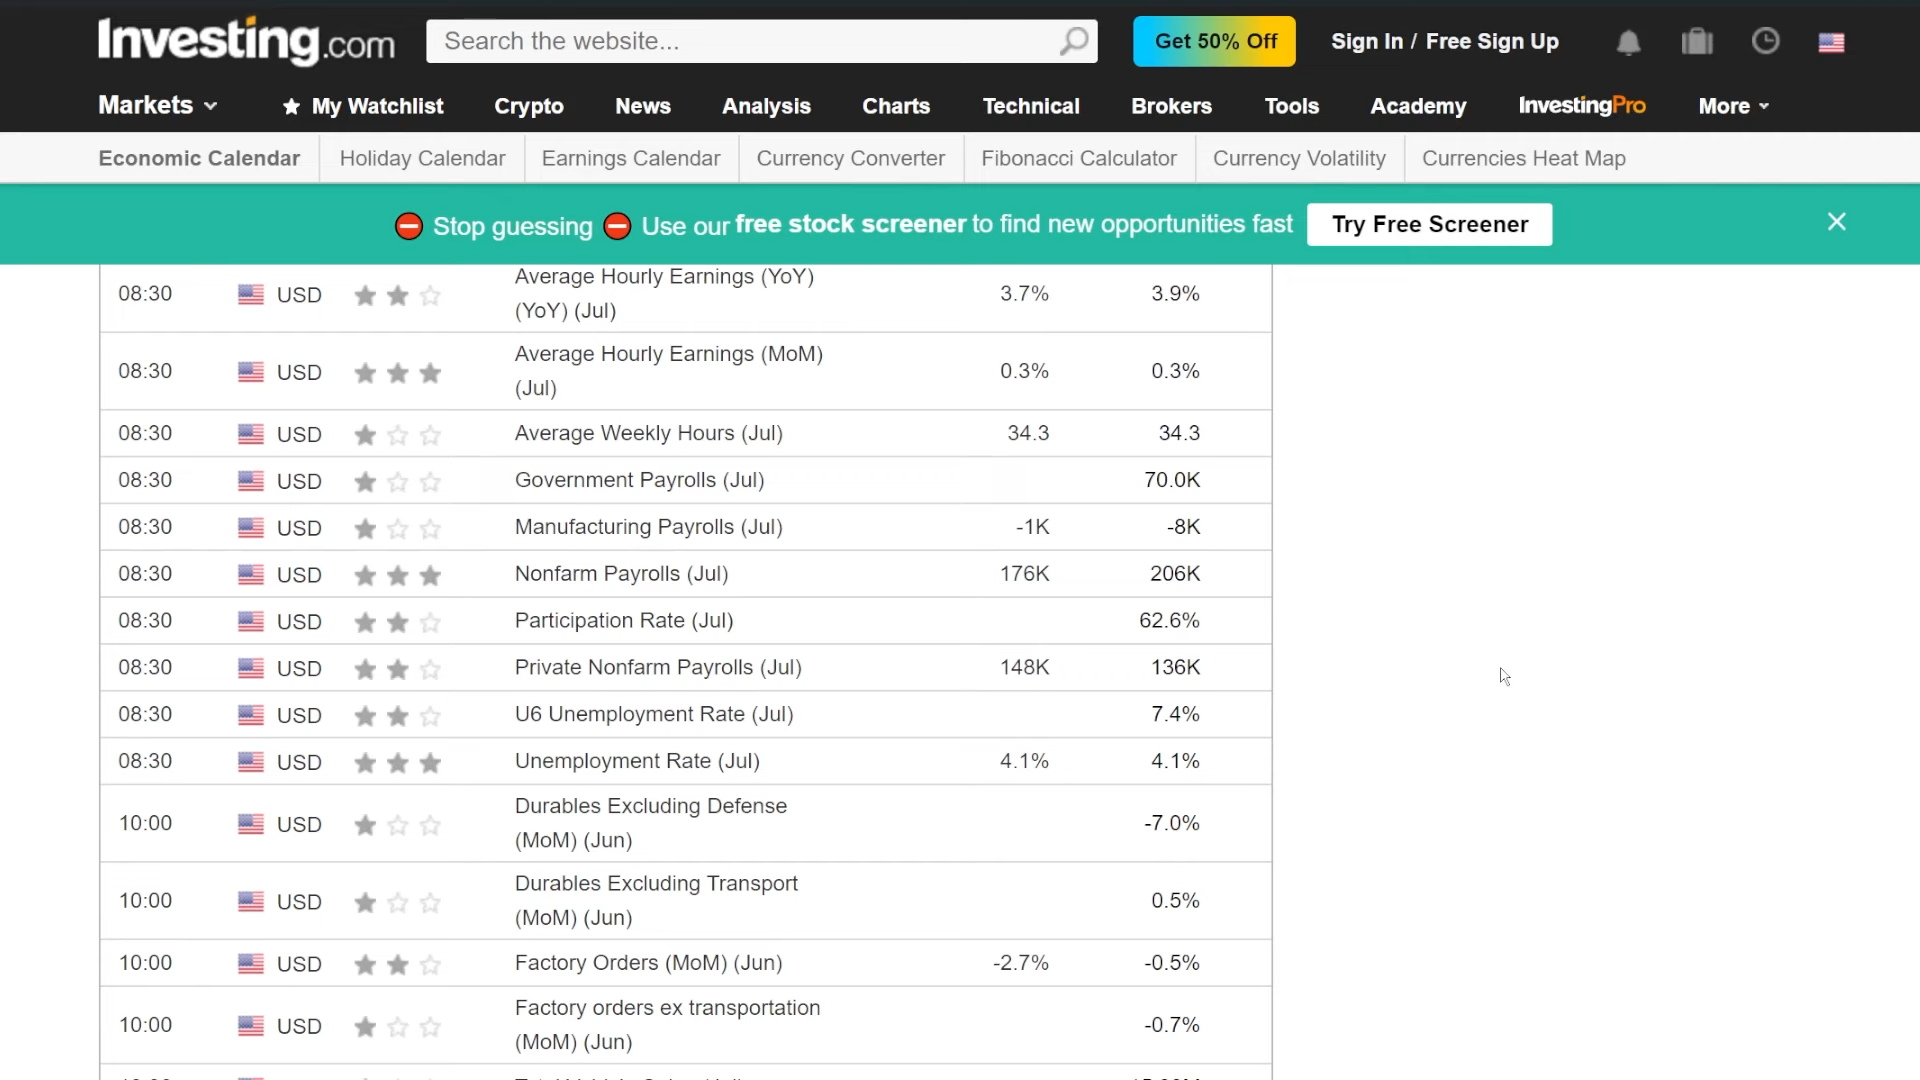 Investing.com
Search the website...
Get 50% Off
Sign In / Free Sign Up
Markets
My Watchlist
Crypto
News
Analysis
Charts
Technical
Brokers
Tools
Academy
InvestingPro
More
Economic Calendar
Holiday Calendar
Earnings Calendar
Currency Converter
Fibonacci Calculator
Currency Volatility
Currencies Heat Map
Stop guessing Use our free stock screener to find new opportunities fast
Try Free Screener
08:30 USD Average Hourly Earnings (YoY) 3.7% 3.9%
(YoY) (Jul)
08:30 USD Average Hourly Earnings (MoM) 0.3% 0.3%
(Jul)
08:30 USD Average Weekly Hours (Jul) 34.3 34.3
08:30 USD Government Payrolls (Jul) 70.0K
08:30 USD Manufacturing Payrolls (Jul) -1K -8K
08:30 USD Nonfarm Payrolls (Jul) 176K 206K
08:30 USD Participation Rate (Jul) 62.6%
08:30 USD Private Nonfarm Payrolls (Jul) 148K 136K
08:30 USD U6 Unemployment Rate (Jul) 7.4%
08:30 USD Unemployment Rate (Jul) 4.1% 4.1%
10:00 USD Durables Excluding Defense -7.0%
(MoM) (Jun)
10:00 USD Durables Excluding Transport 0.5%
(MoM) (Jun)
10:00 USD Factory Orders (MoM) (Jun) -2.7% -0.5%
10:00 USD Factory orders ex transportation -0.7%
(MoM) (Jun)